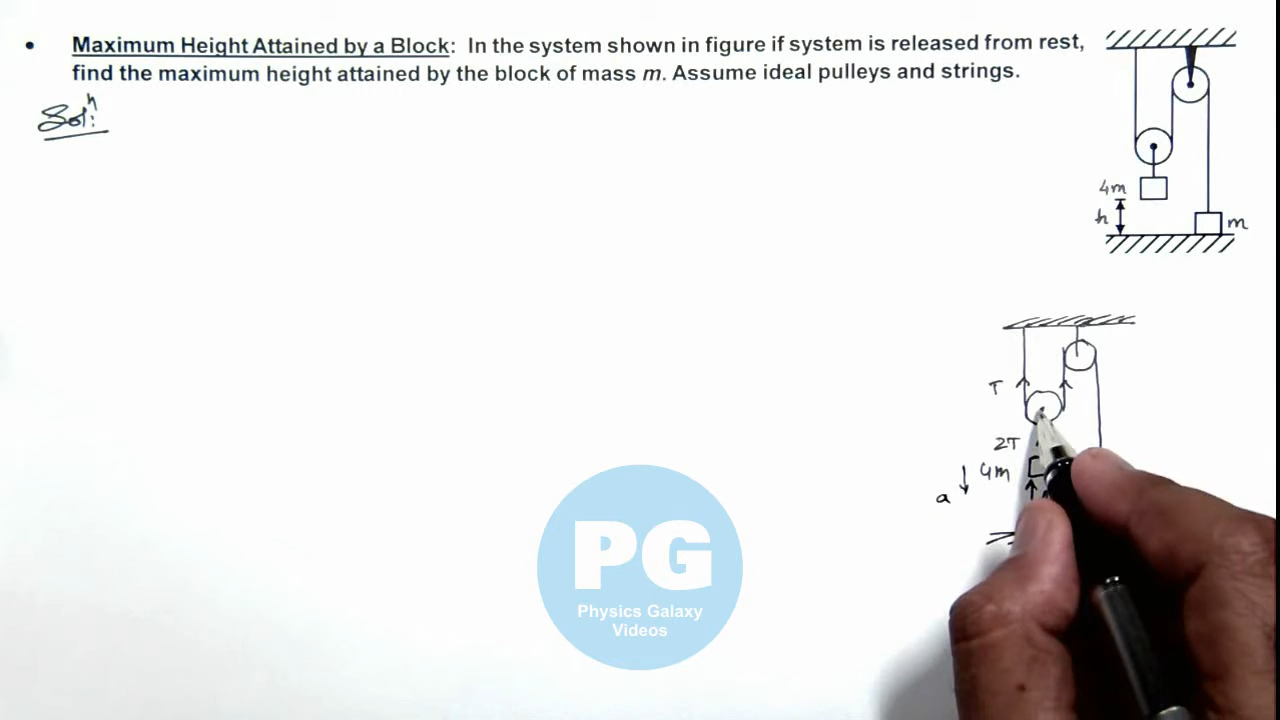 • Maximum Height Attained by a Block: In the system shown in figure if system is released from rest,
find the maximum height attained by the block of mass m. Assume ideal pulleys and strings.
Solⁿ:
4m
h
m
T
2T
4m
a
PG
Physics Galaxy
Videos